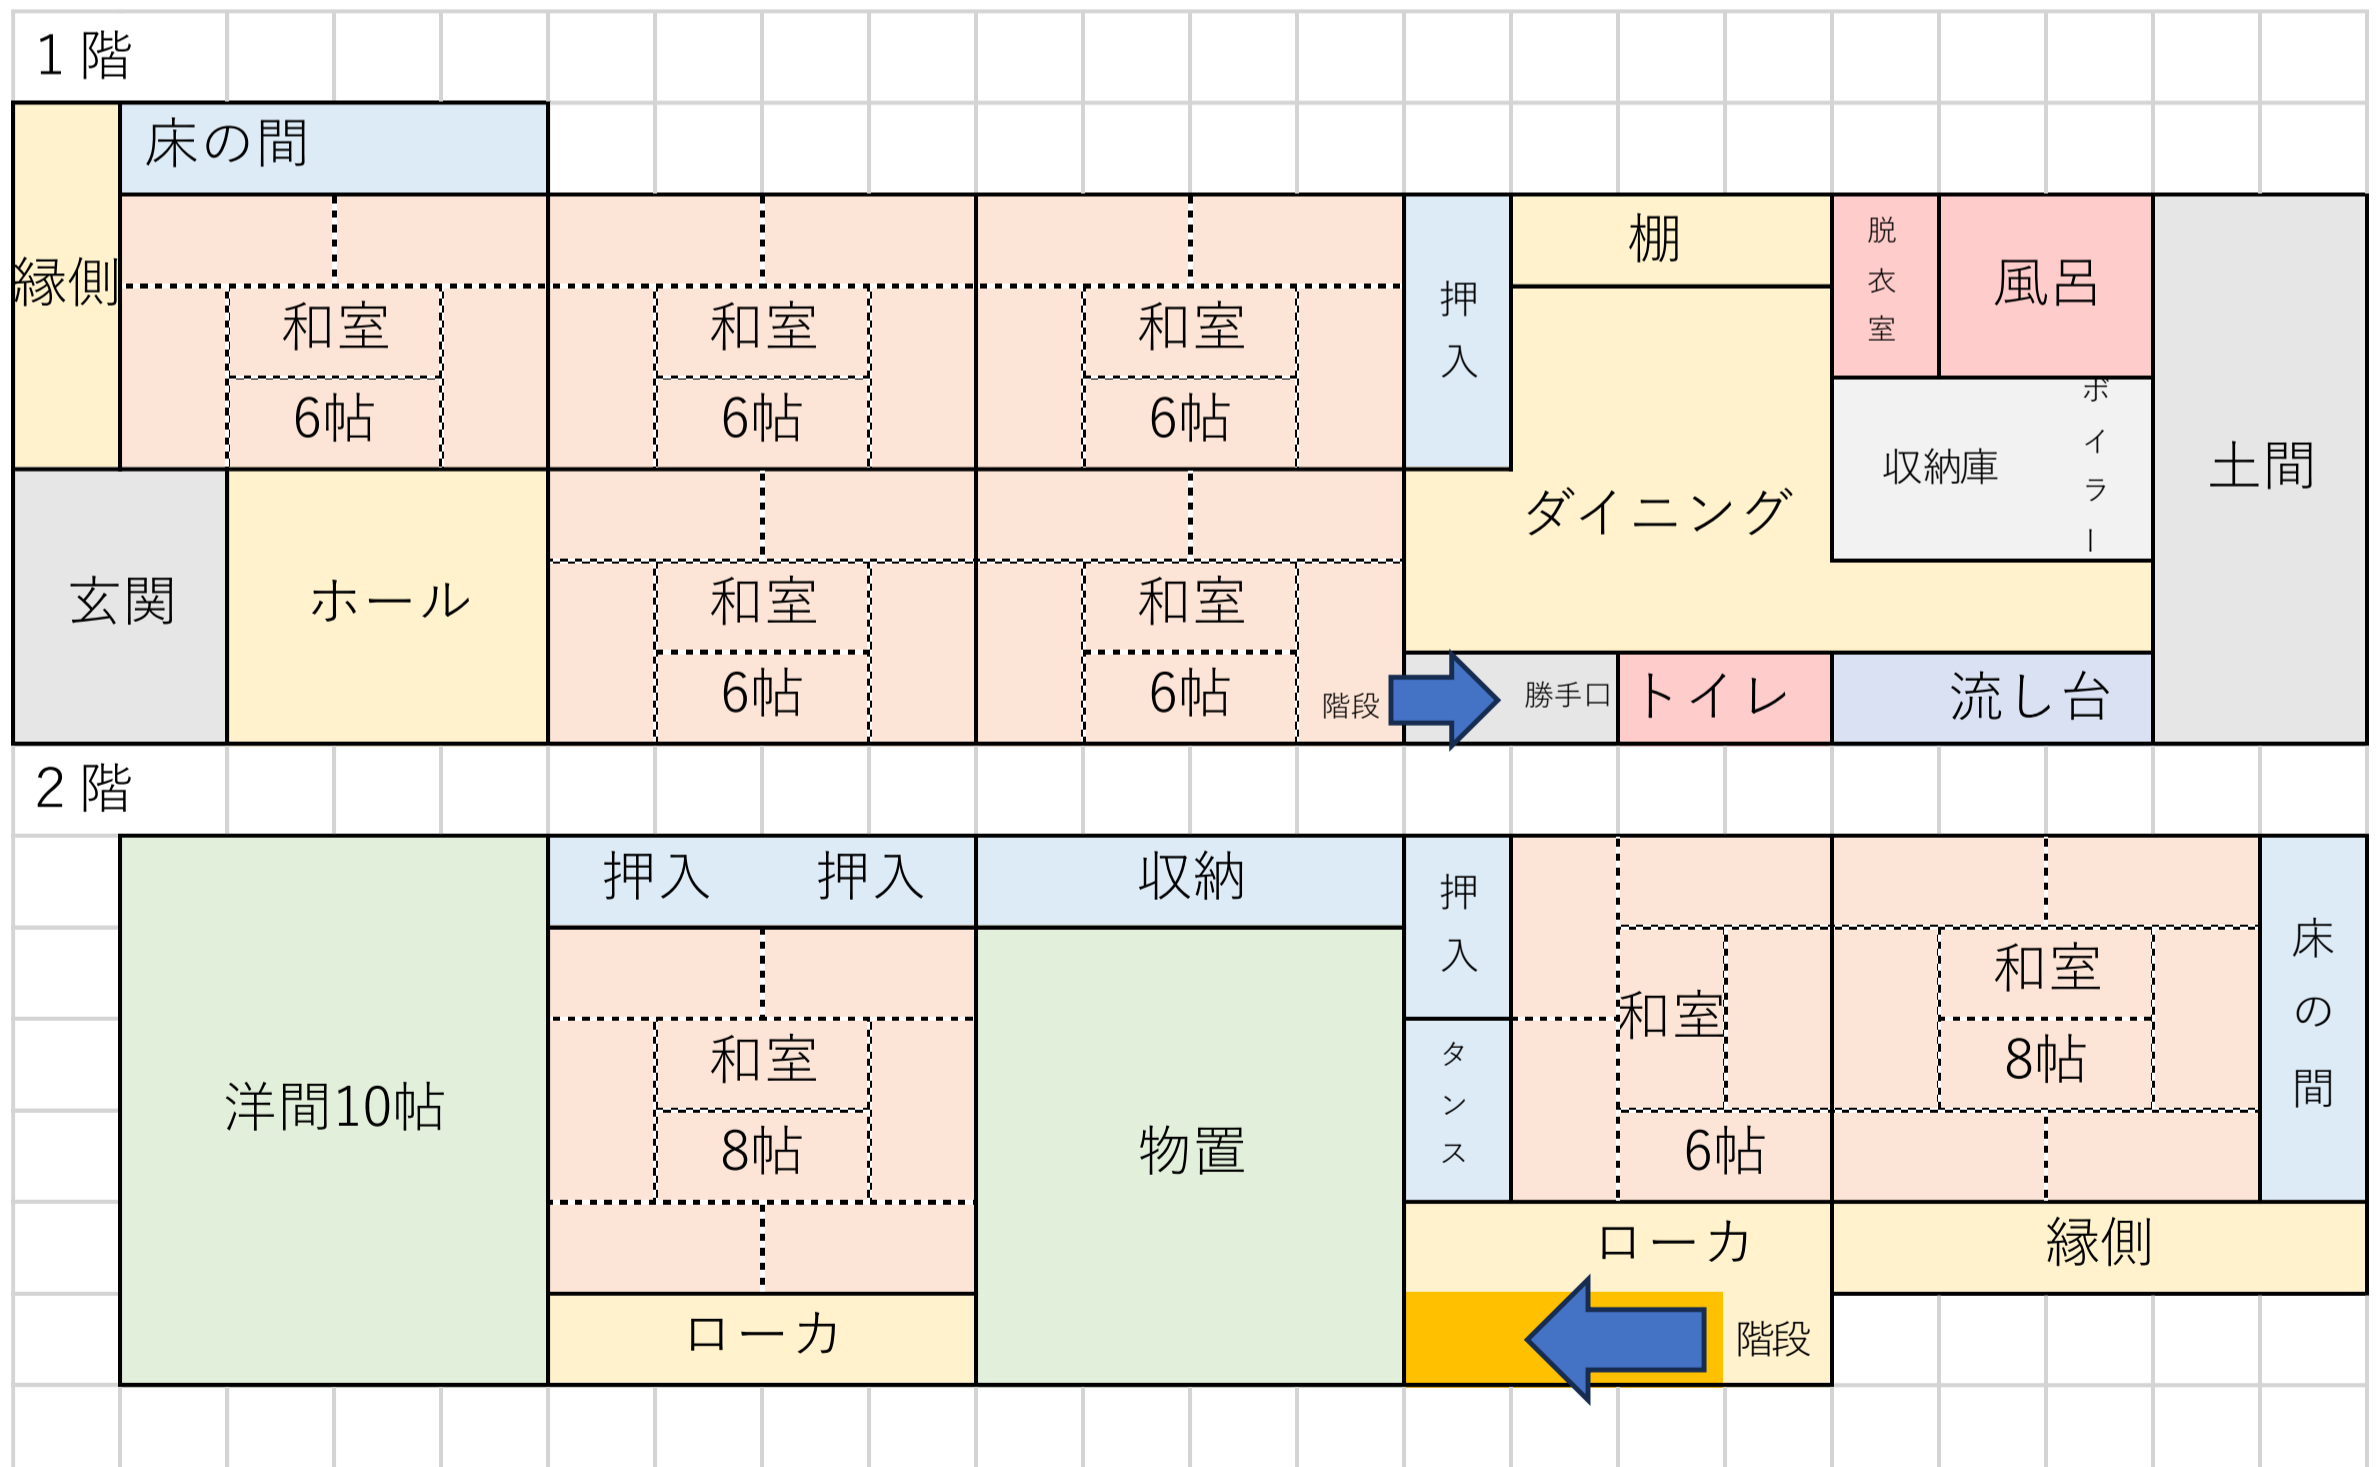 １階
床の間
縁側
和室
6帖
和室
6帖
和室
6帖
押入
棚
脱衣室
風呂
ダイニング
収納庫
ボイラー
土間
玄関
ホール
和室
6帖
和室
6帖
階段
勝手口
トイレ
流し台
２階
洋間10帖
押入
押入
収納
和室
8帖
物置
ローカ
押入
タンス
和室
6帖
和室
8帖
床の間
ローカ
縁側
階段